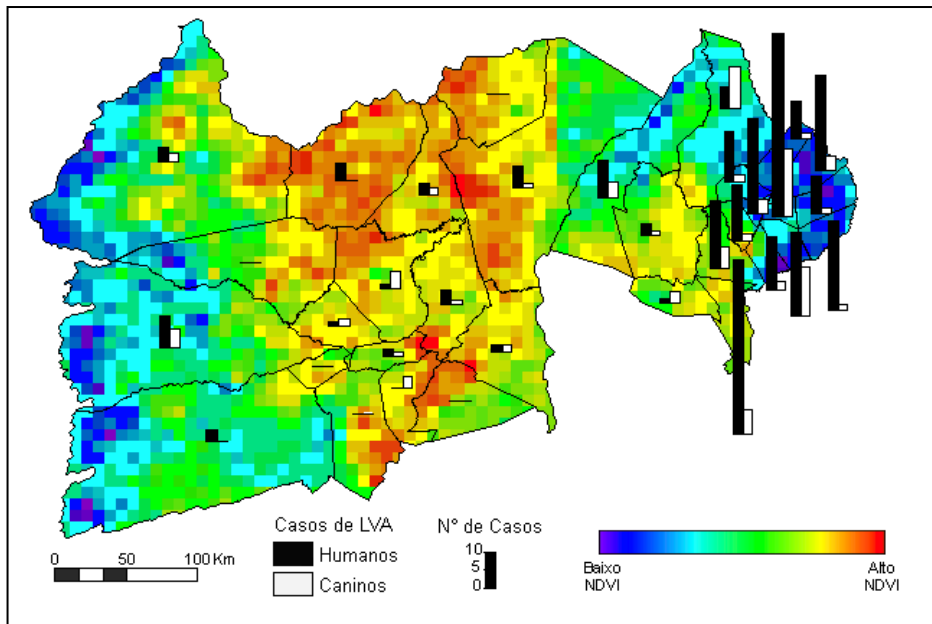 Casos de LVA
Humanos
Caninos
N° de Casos
10
5
0
0 50 100 Km
Baixo
NDVI
Alto
NDVI